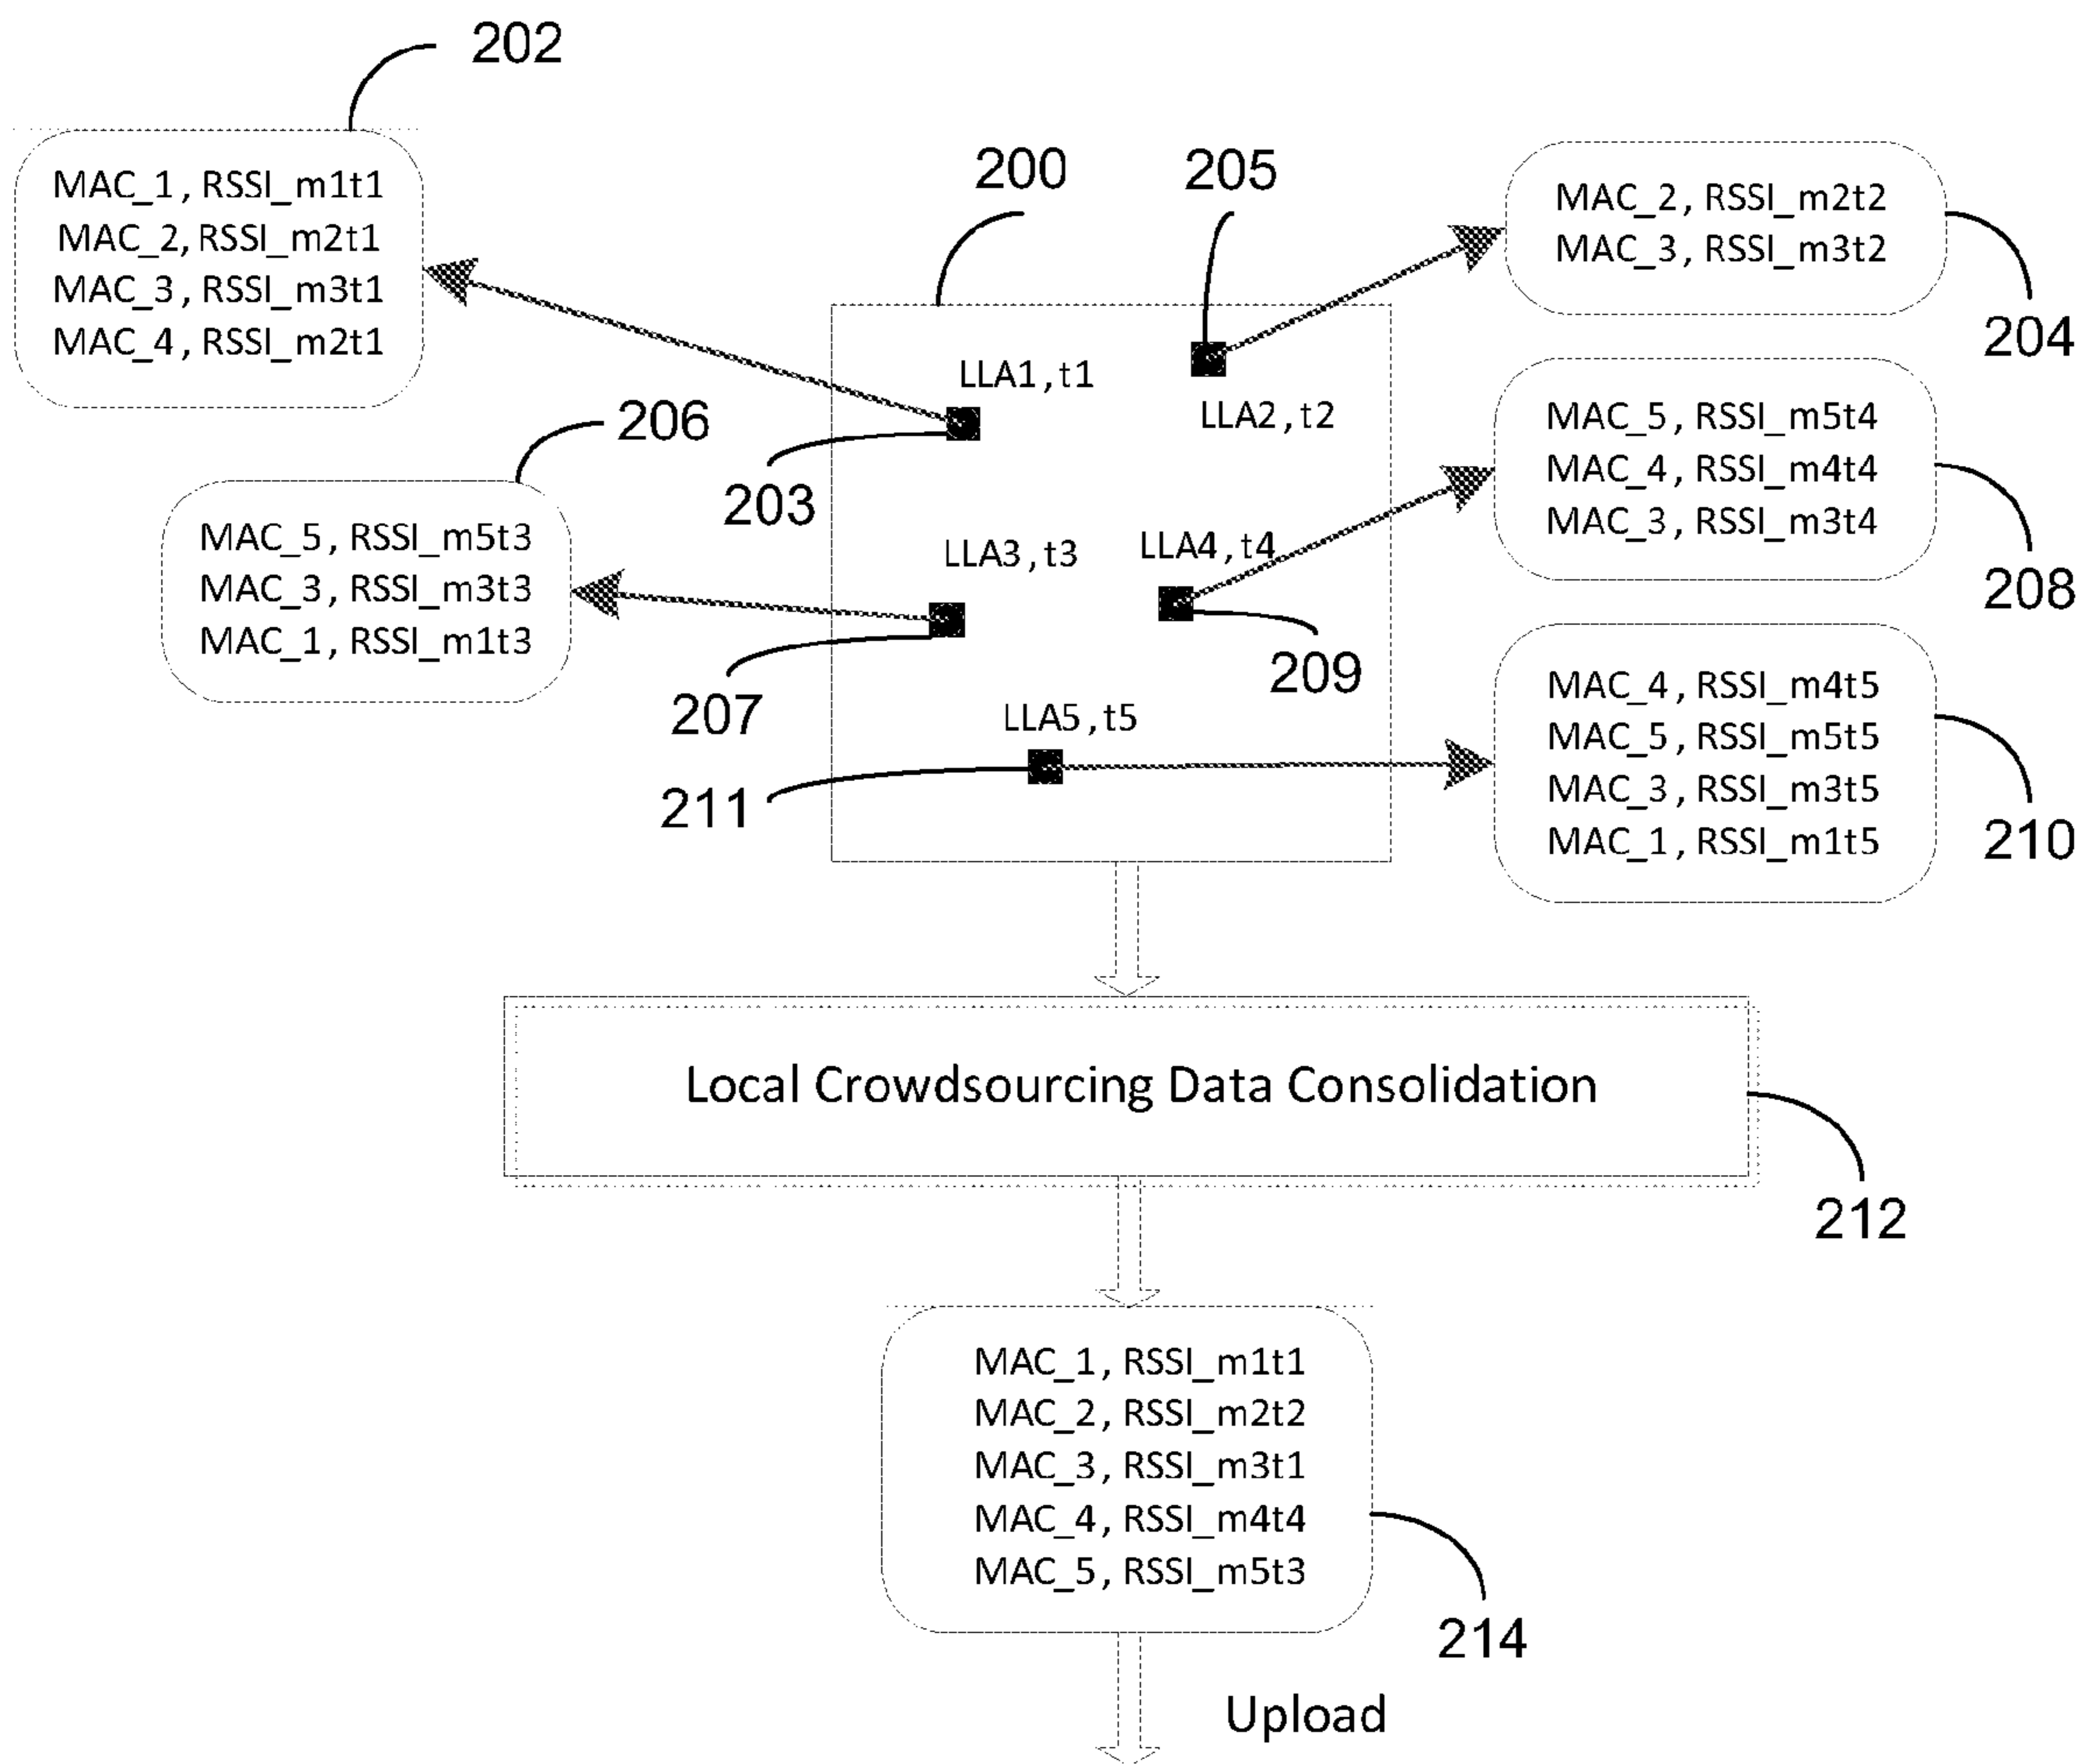 202
MAC_1, RSSI_m1t1
MAC_2, RSSI_m2t1
MAC_3, RSSI_m3t1
MAC_4, RSSI_m2t1
200
205
MAC_2, RSSI_m2t2
MAC_3, RSSI_m3t2
204
LLA1, t1
LLA2, t2
203
206
MAC_5, RSSI_m5t3
MAC_3, RSSI_m3t3
MAC_1, RSSI_m1t3
MAC_5, RSSI_m5t4
MAC_4, RSSI_m4t4
MAC_3, RSSI_m3t4
208
LLA3, t3
LLA4, t4
207
209
LLA5, t5
211
MAC_4, RSSI_m4t5
MAC_5, RSSI_m5t5
MAC_3, RSSI_m3t5
MAC_1, RSSI_m1t5
210
Local Crowdsourcing Data Consolidation
212
MAC_1, RSSI_m1t1
MAC_2, RSSI_m2t2
MAC_3, RSSI_m3t1
MAC_4, RSSI_m4t4
MAC_5, RSSI_m5t3
214
Upload